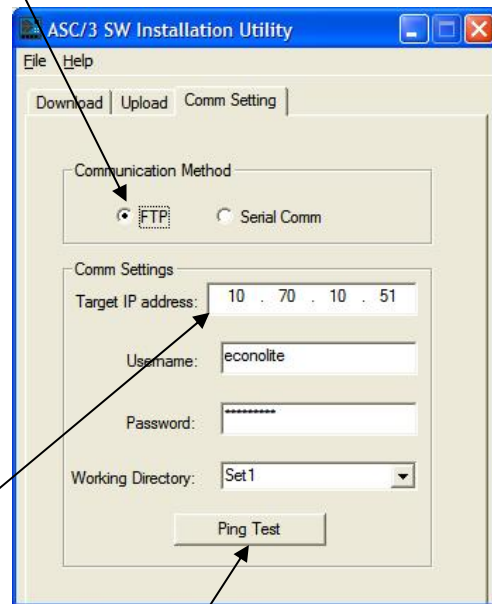 ASC/3 SW Installation Utility
File Help
Download Upload Comm Setting
Communication Method
FTP Serial Comm
Comm Settings
Target IP address: 10 . 70 . 10 . 51
Username: econolite
Password: *********
Working Directory: Set1
Ping Test